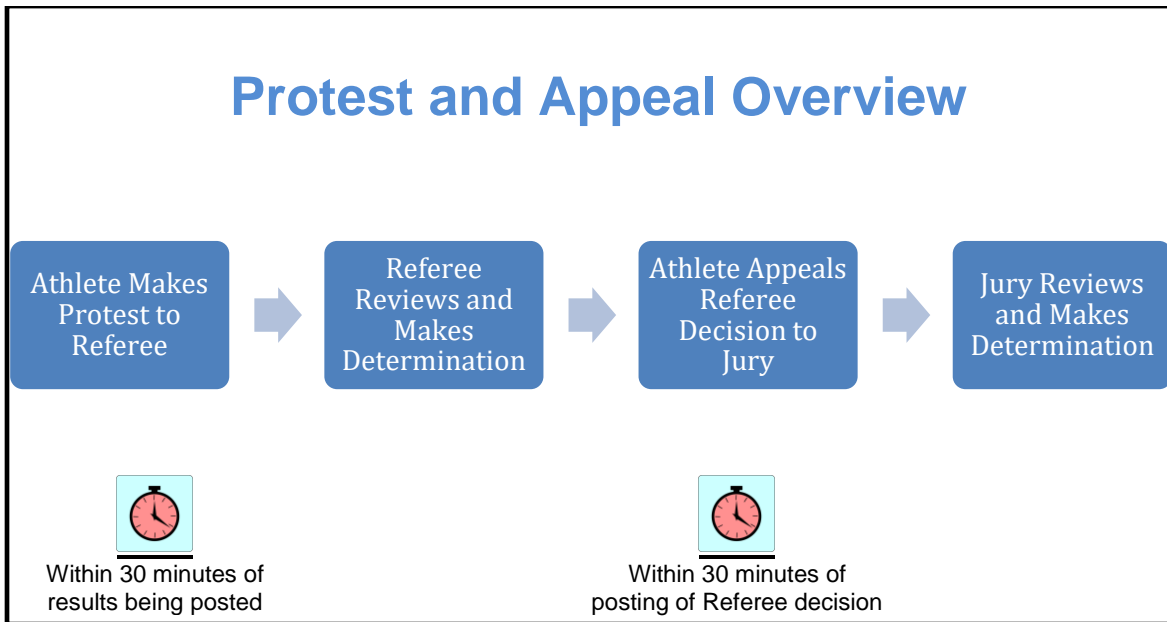 Protest and Appeal Overview
Athlete Makes
Protest to
Referee
Referee
Reviews and
Makes
Determination
Athlete Appeals
Referee
Decision to
Jury
Jury Reviews
and Makes
Determination
Within 30 minutes of
results being posted
Within 30 minutes of
posting of Referee decision